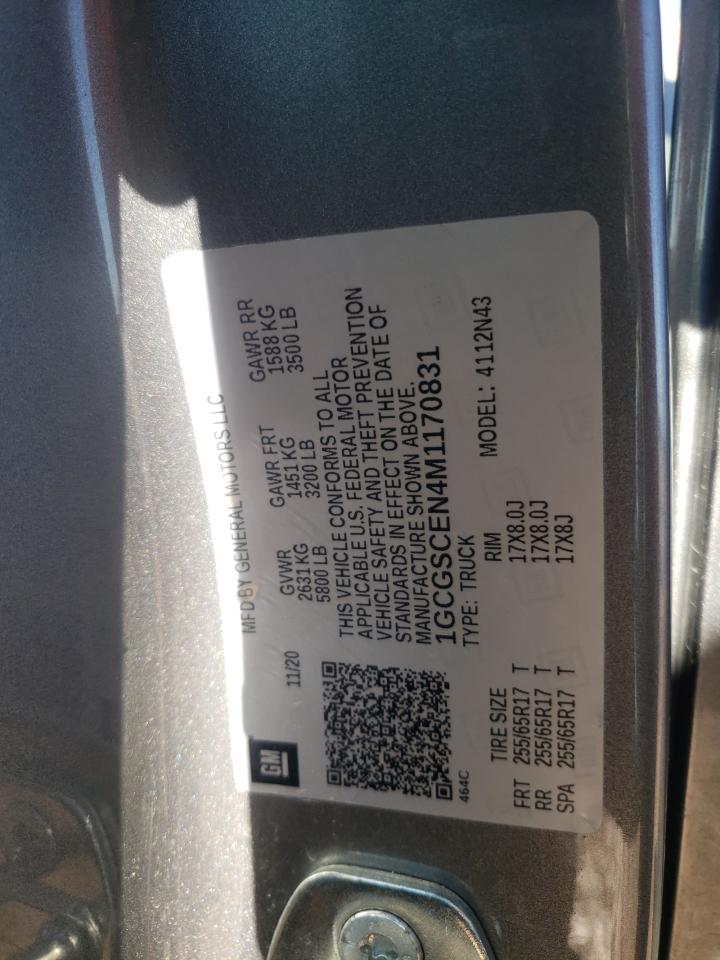 MFD BY GENERAL MOTORS LLC
GM
11/20
GVWR GAWR FRT GAWR RR
2631 KG 1451 KG 1588 KG
5800 LB 3200 LB 3500 LB
THIS VEHICLE CONFORMS TO ALL
APPLICABLE U.S. FEDERAL MOTOR
VEHICLE SAFETY AND THEFT PREVENTION
STANDARDS IN EFFECT ON THE DATE OF
MANUFACTURE SHOWN ABOVE.
1GCGSCEN4M1170831
464C
TYPE: TRUCK MODEL: 4112N43
TIRE SIZE RIM
FRT 255/65R17 T 17X8.0J
RR 255/65R17 T 17X8.0J
SPA 255/65R17 T 17X8J